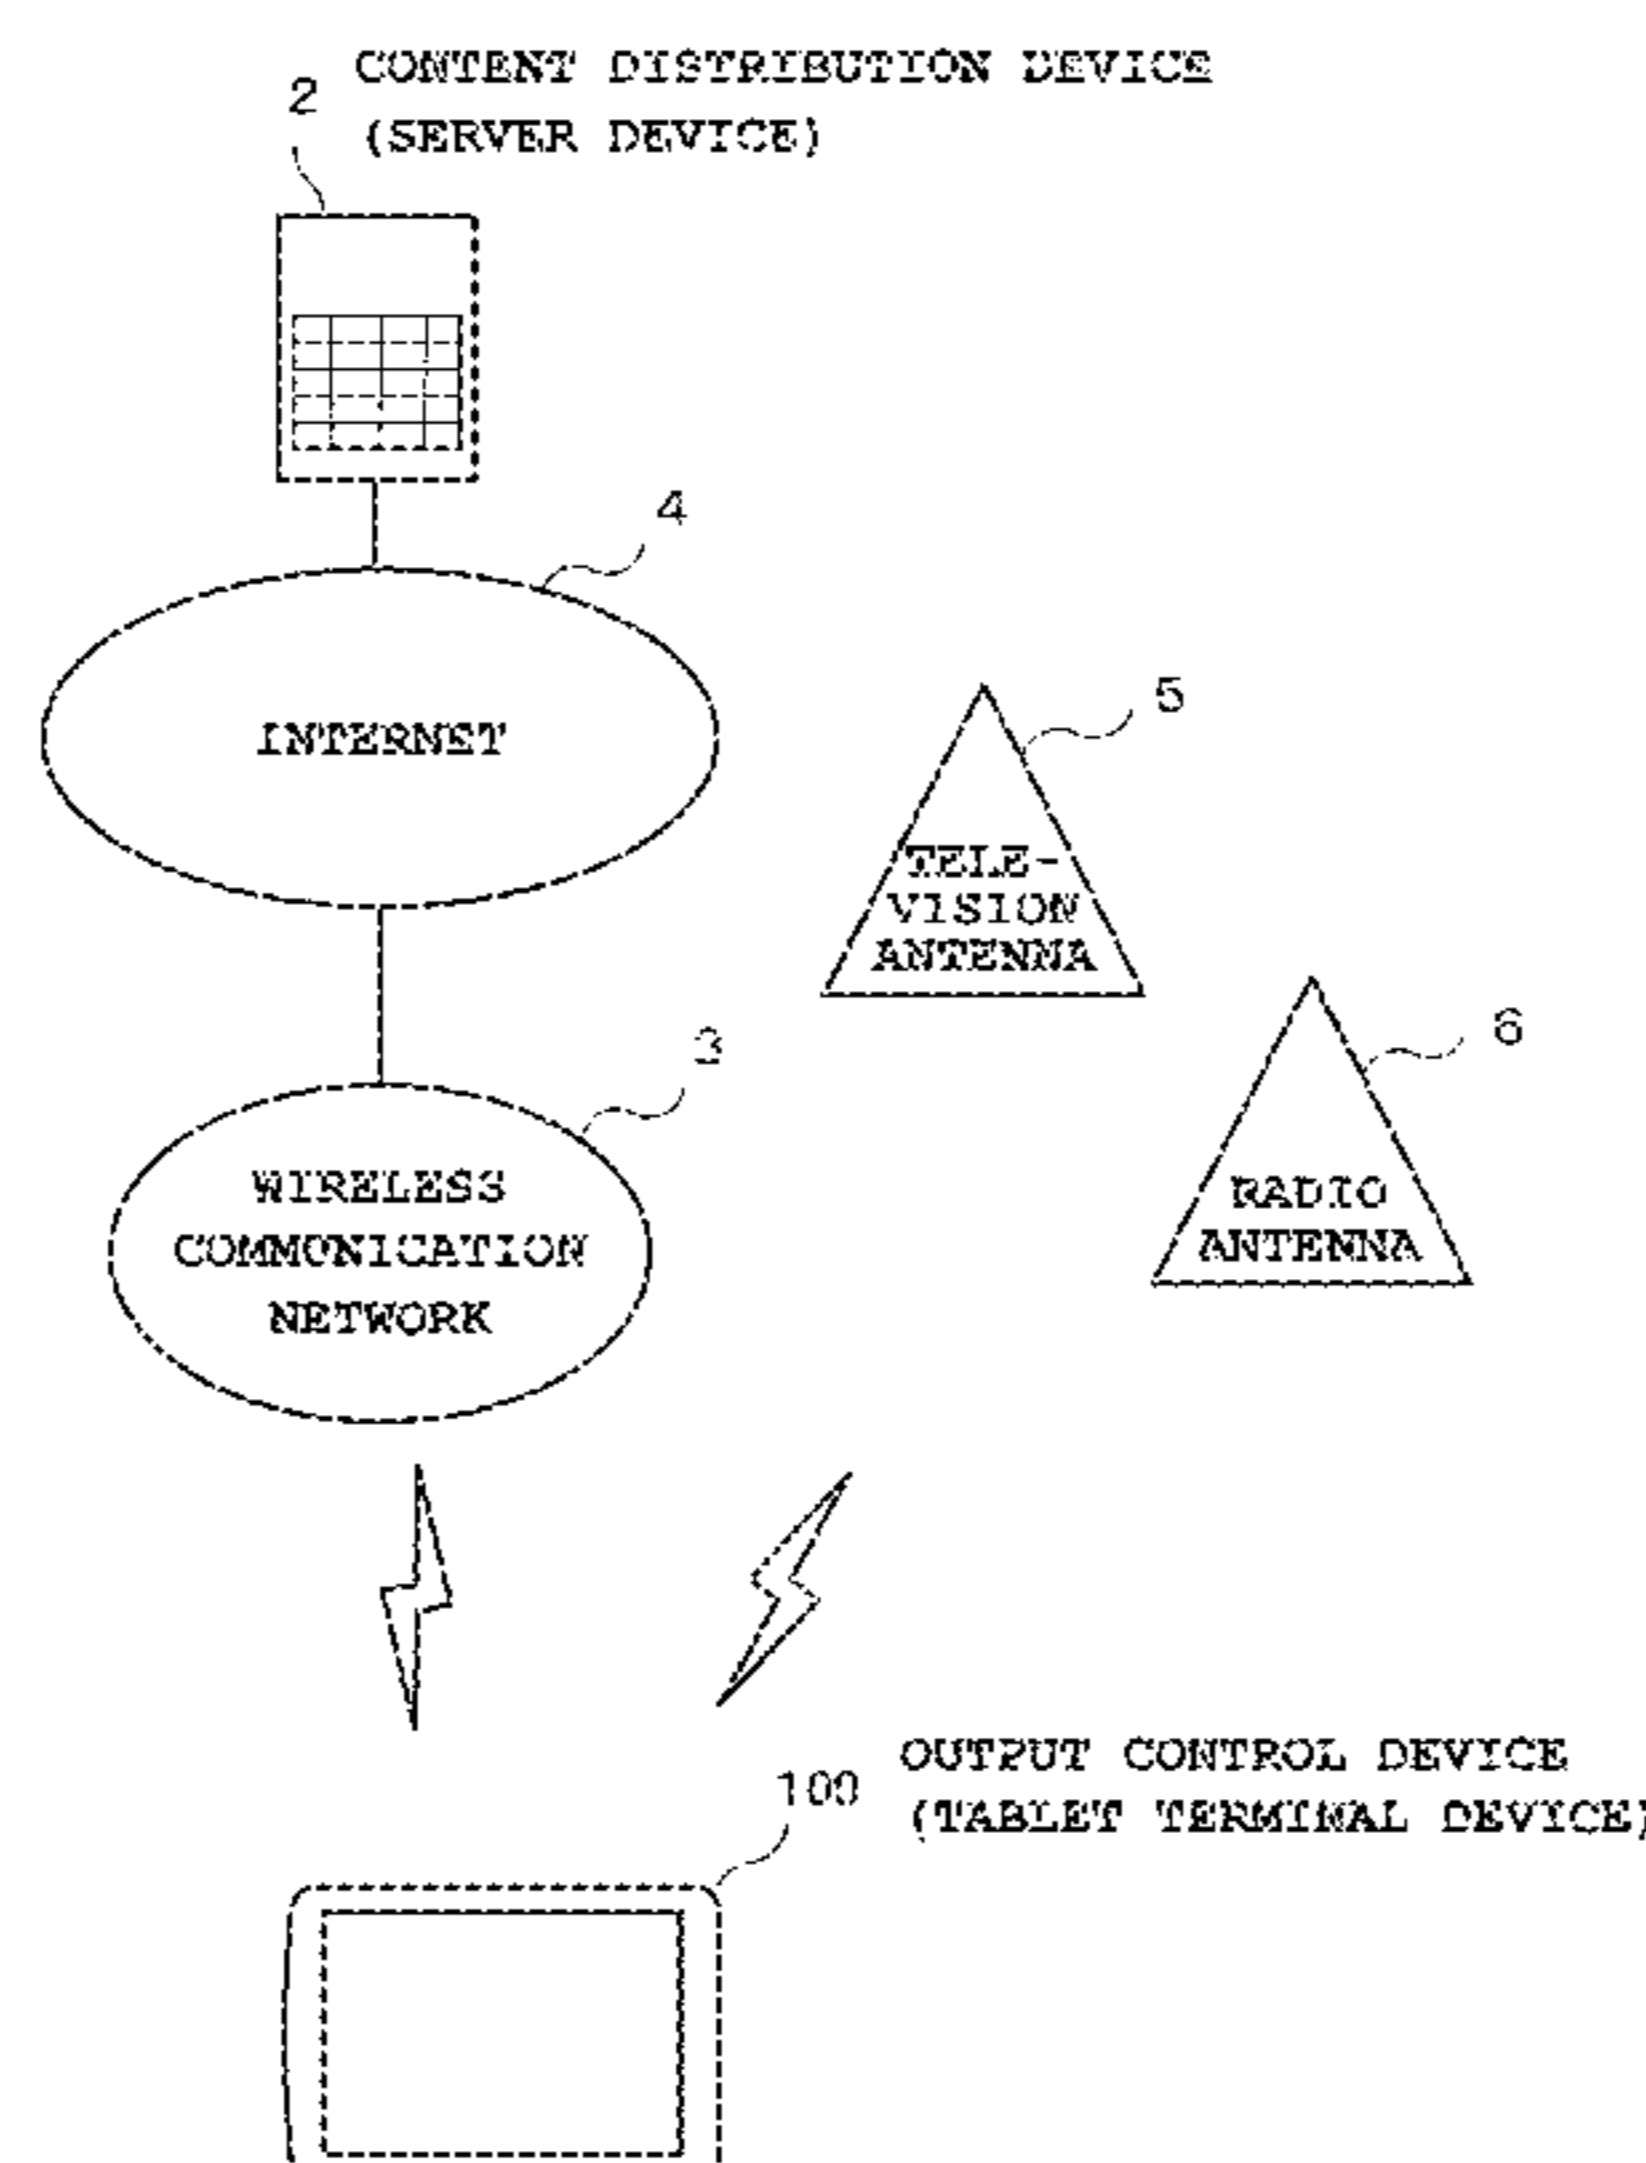 2
CONTENT DISTRIBUTION DEVICE
(SERVER DEVICE)
4
INTERNET
5
TELE-
VISION
ANTENNA
3
6
WIRELESS
COMMUNICATION
NETWORK
RADIO
ANTENNA
100
OUTPUT CONTROL DEVICE
(TABLET TERMINAL DEVICE)